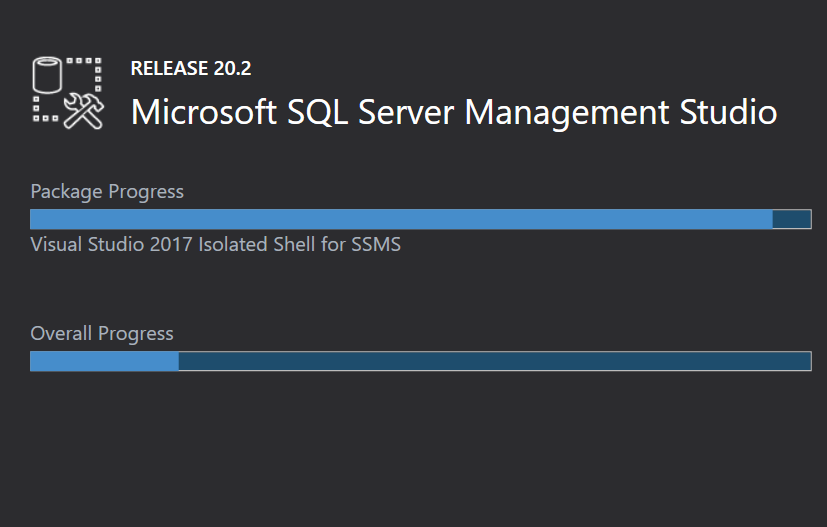 RELEASE 20.2
Microsoft SQL Server Management Studio
Package Progress
Visual Studio 2017 Isolated Shell for SSMS
Overall Progress